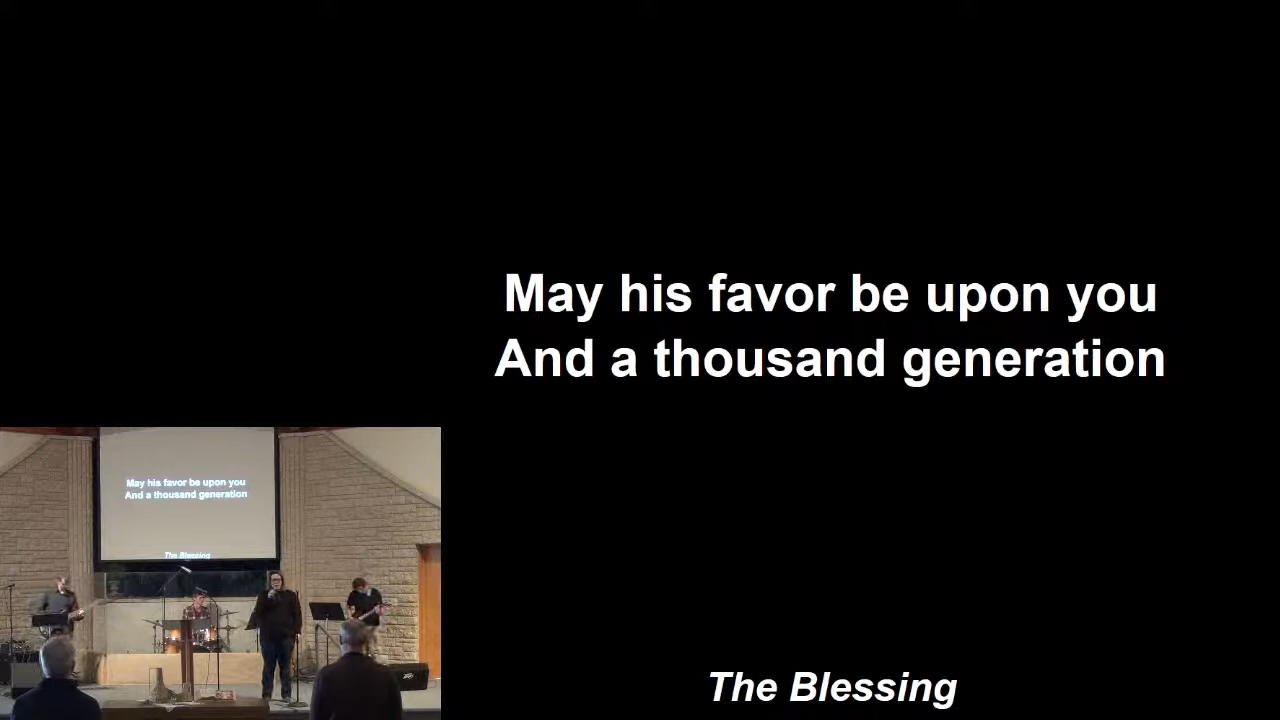 May his favor be upon you
And a thousand generation
The Blessing
May his favor be upon you
And a thousand generation
The Blessing